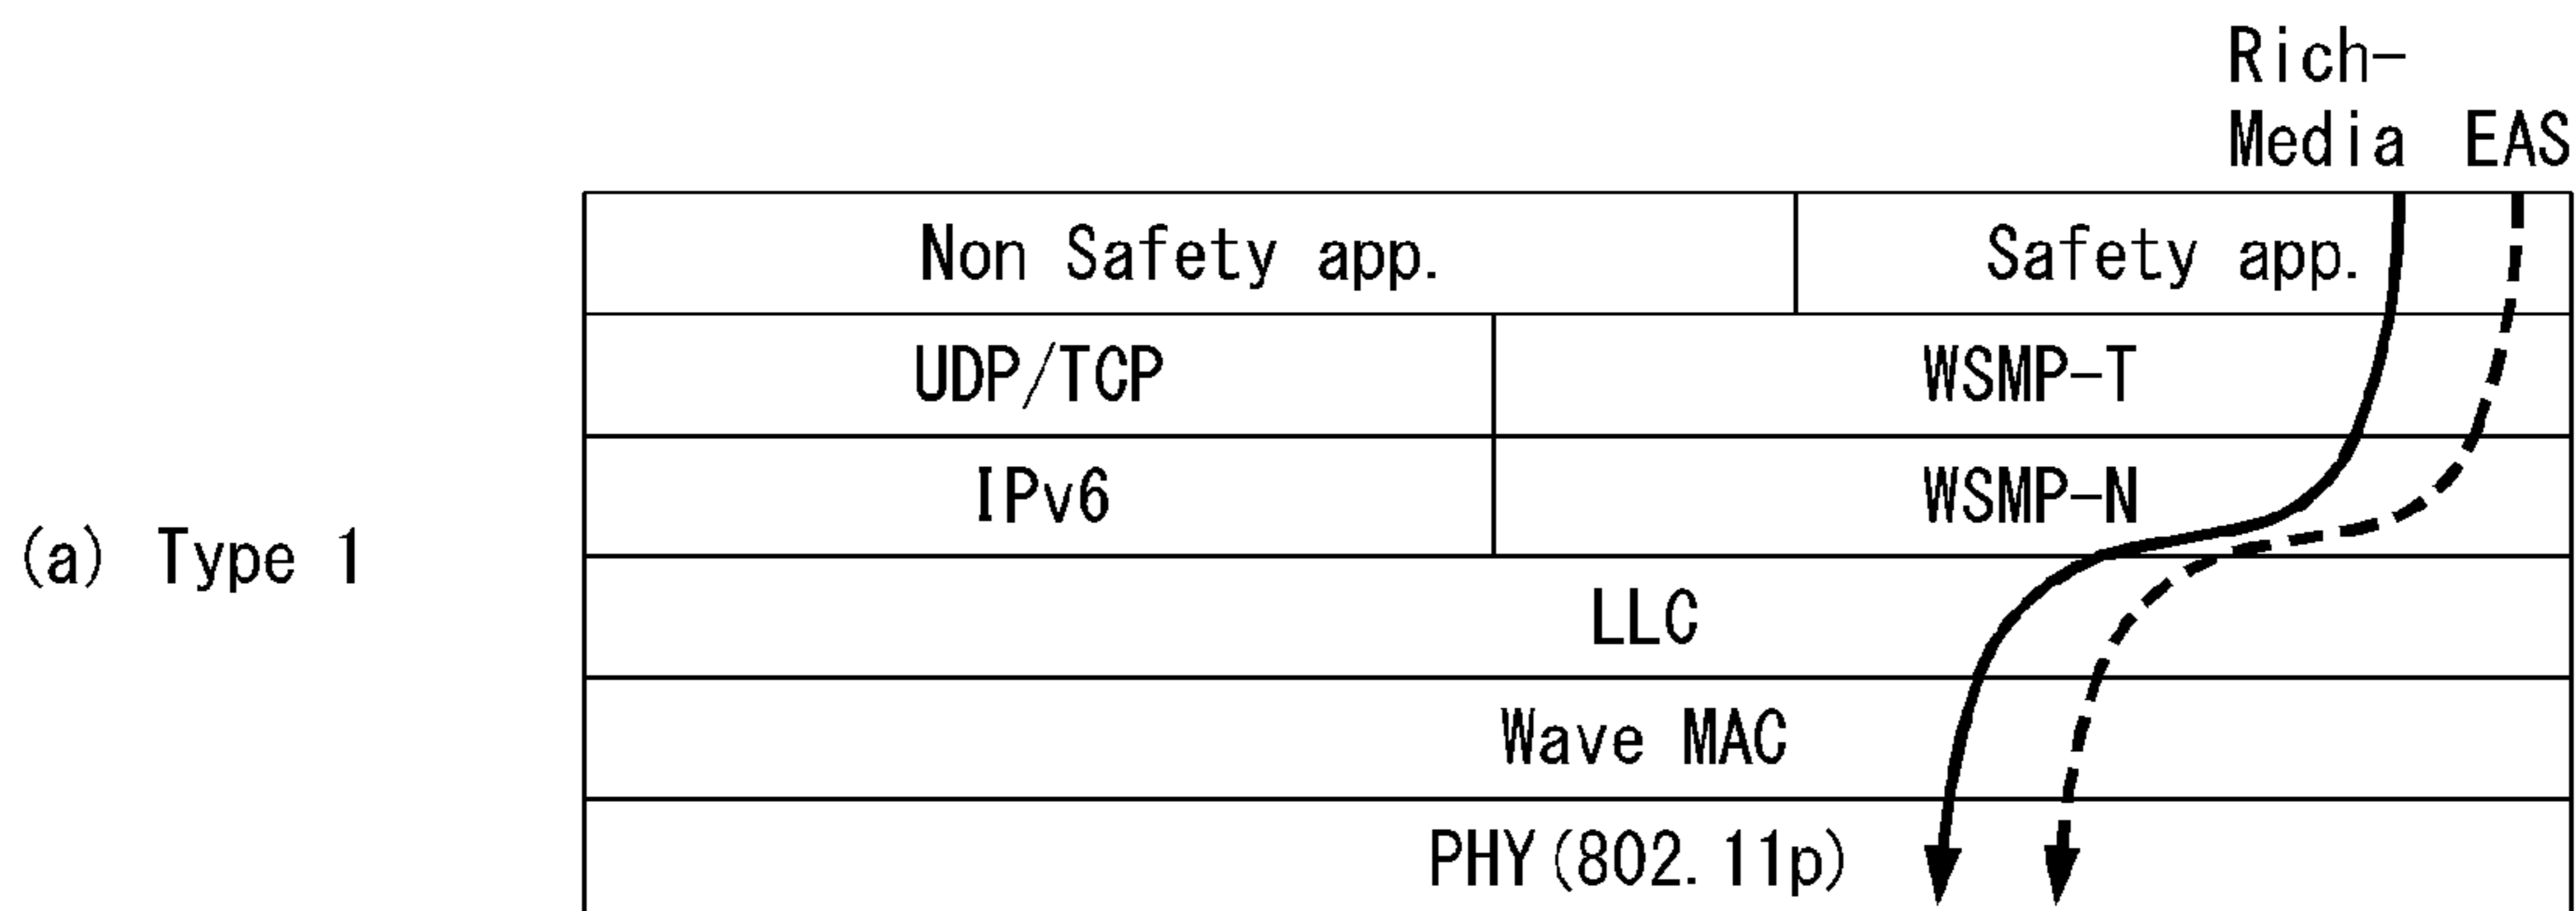 Rich-
Media EAS
Non Safety app. Safety app.
UDP/TCP WSMP-T
IPv6 WSMP-N
(a) Type 1
LLC
Wave MAC
PHY(802.11p)